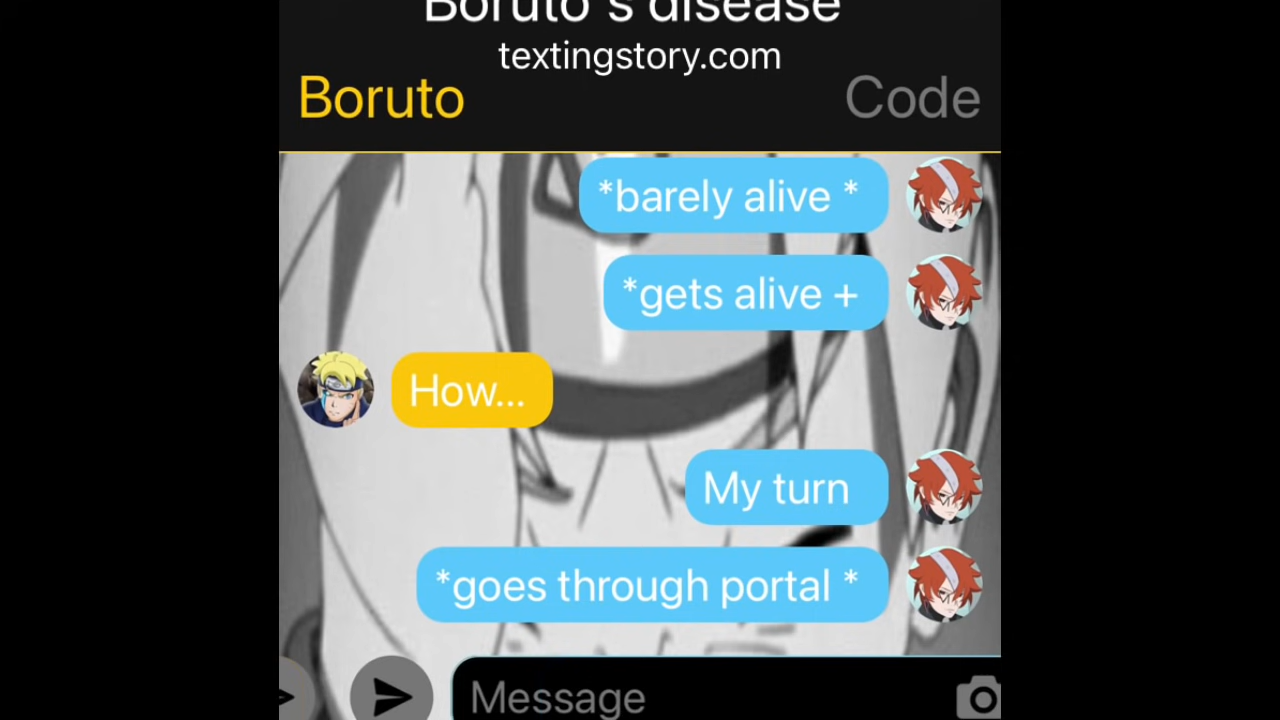 Boruto's disease
textingstory.com
Boruto
Code
*barely alive *
*gets alive +
How...
My turn
*goes through portal *
Message